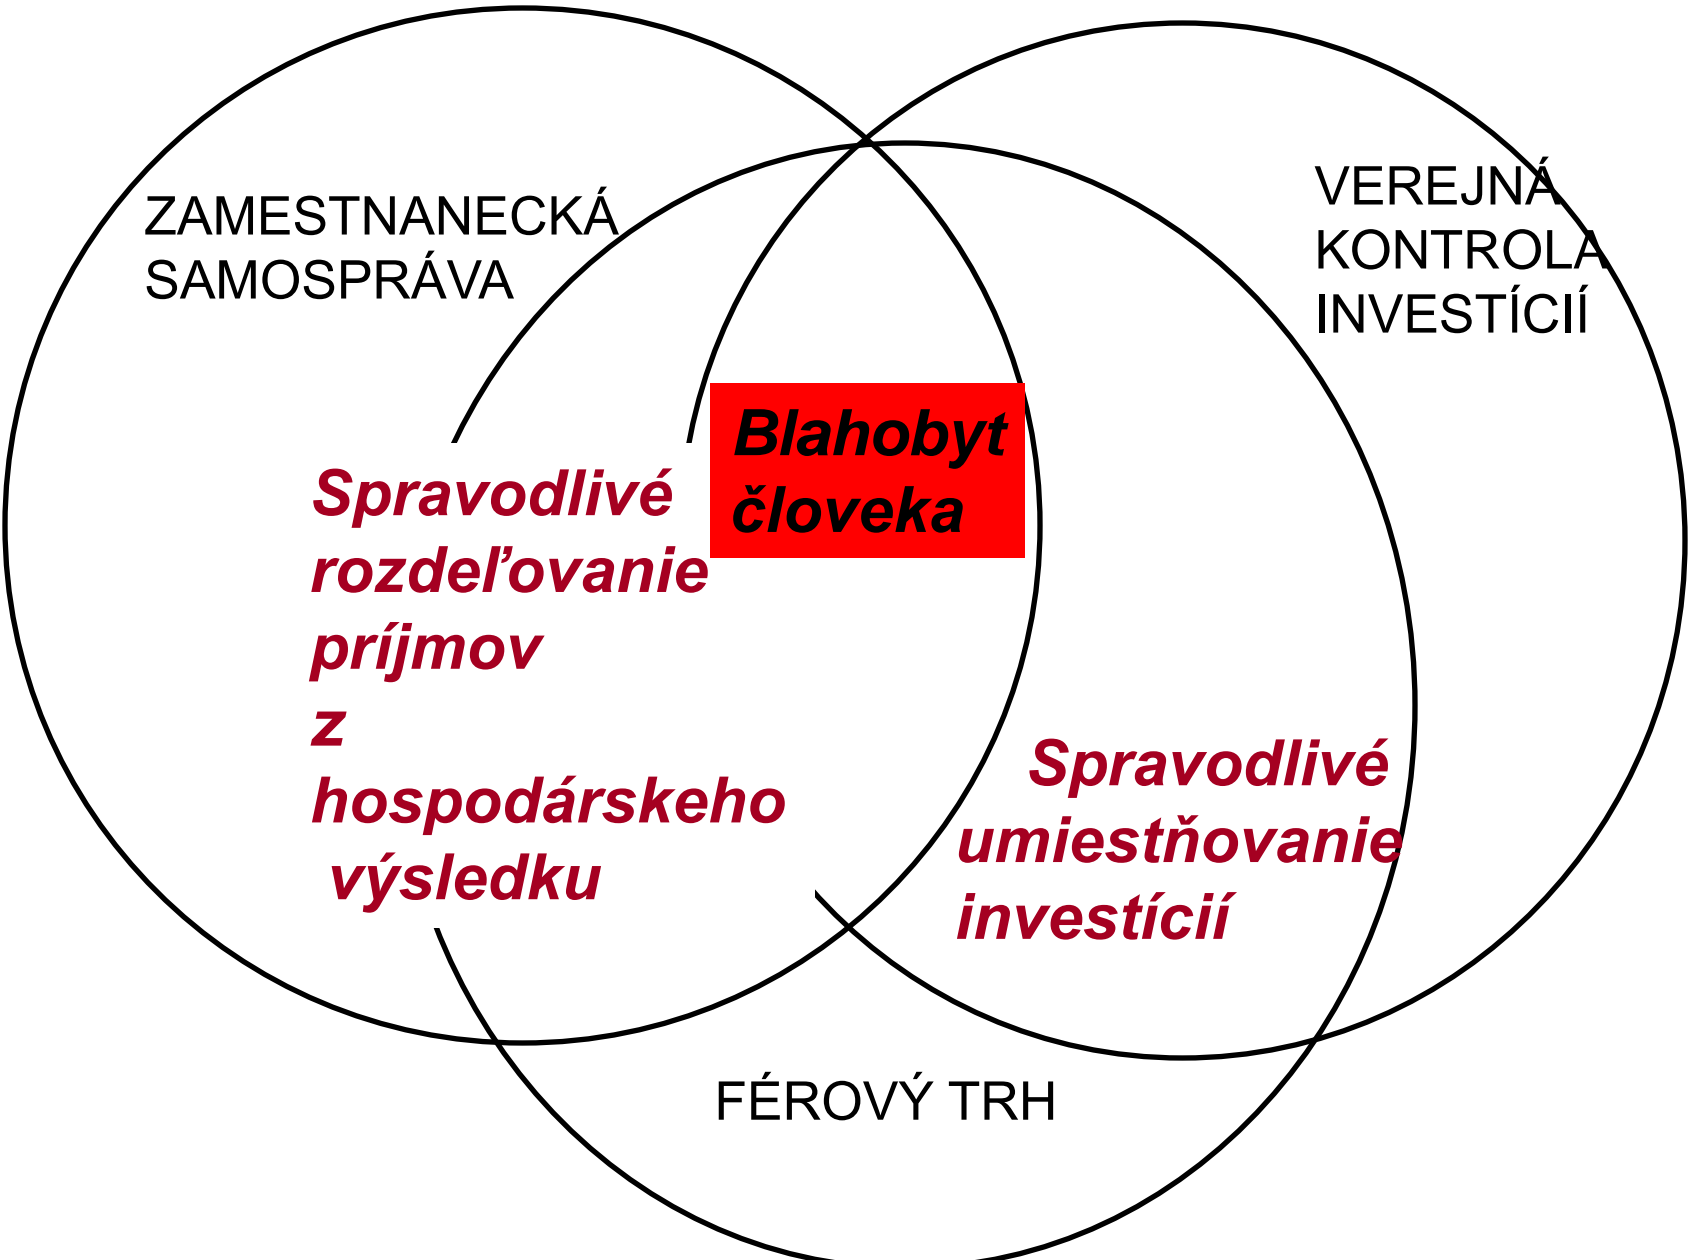 ZAMESTNANECKÁ
SAMOSPRÁVA
VEREJNÁ
KONTROLA
INVESTÍCIÍ
Blahobyt
človeka
Spravodlivé
rozdeľovanie
príjmov
z
hospodárskeho
výsledku
Spravodlivé
umiestňovanie
investícií
FÉROVÝ TRH